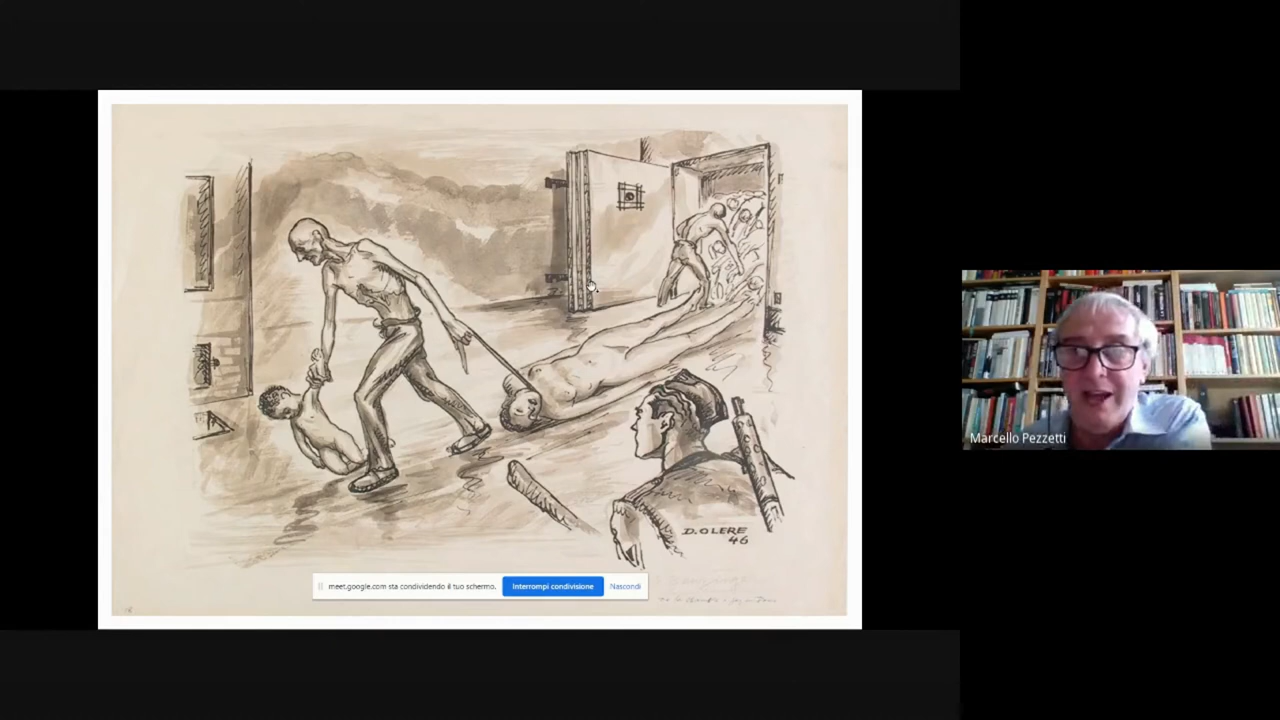 D. OLERE
46
meet.google.com sta condividendo il tuo schermo. Interrompi condivisione Nascondi
Marcello Pezzetti